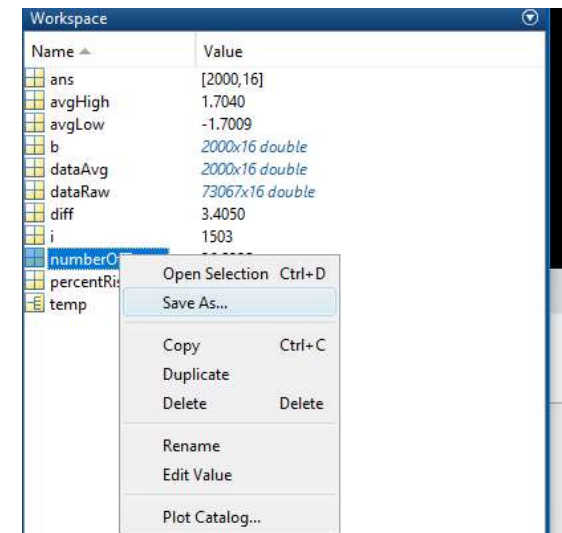 Workspace
Name Value
ans [2000,16]
avgHigh 1.7040
avgLow -1.7009
b 2000x16 double
dataAvg 2000x16 double
dataRaw 73067x16 double
diff 3.4050
i 1503
numberO
percentRis
temp
Open Selection Ctrl+D
Save As...
Copy Ctrl+C
Duplicate
Delete Delete
Rename
Edit Value
Plot Catalog...